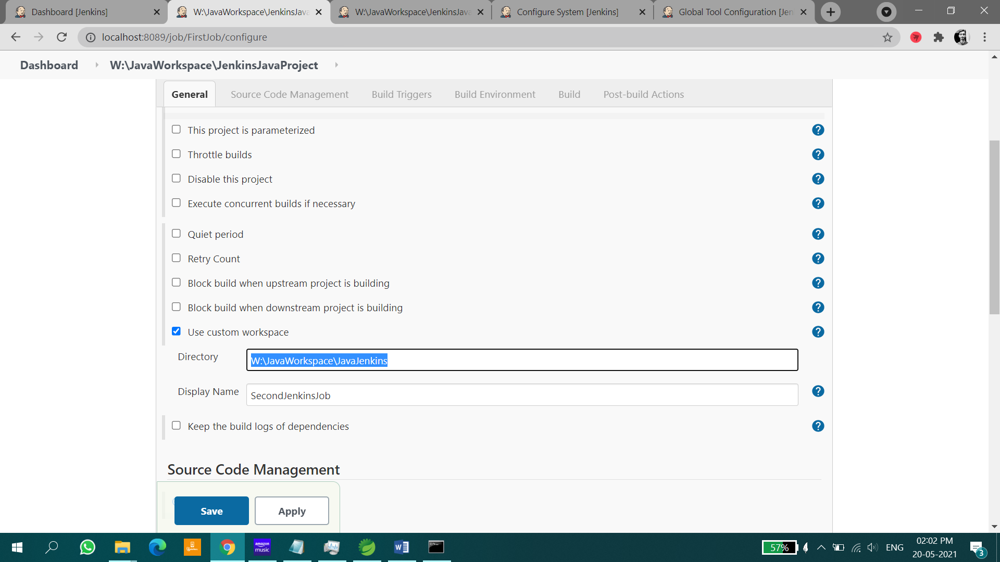 Dashboard [Jenkins]
W:\JavaWorkspace\JenkinsJava
W:\JavaWorkspace\JenkinsJava
Configure System [Jenkins]
Global Tool Configuration [Jen
localhost:8089/job/FirstJob/configure
Dashboard
W:\JavaWorkspace\JenkinsJavaProject
General
Source Code Management
Build Triggers
Build Environment
Build
Post-build Actions
This project is parameterized
?
Throttle builds
?
Disable this project
?
Execute concurrent builds if necessary
?
Quiet period
?
Retry Count
?
Block build when upstream project is building
?
Block build when downstream project is building
?
Use custom workspace
?
Directory
W:\JavaWorkspace\JavaJenkins
Display Name
SecondJenkinsJob
?
Keep the build logs of dependencies
?
Source Code Management
Save
Apply
amazon
music
57%
ENG
02:02 PM
20-05-2021
3